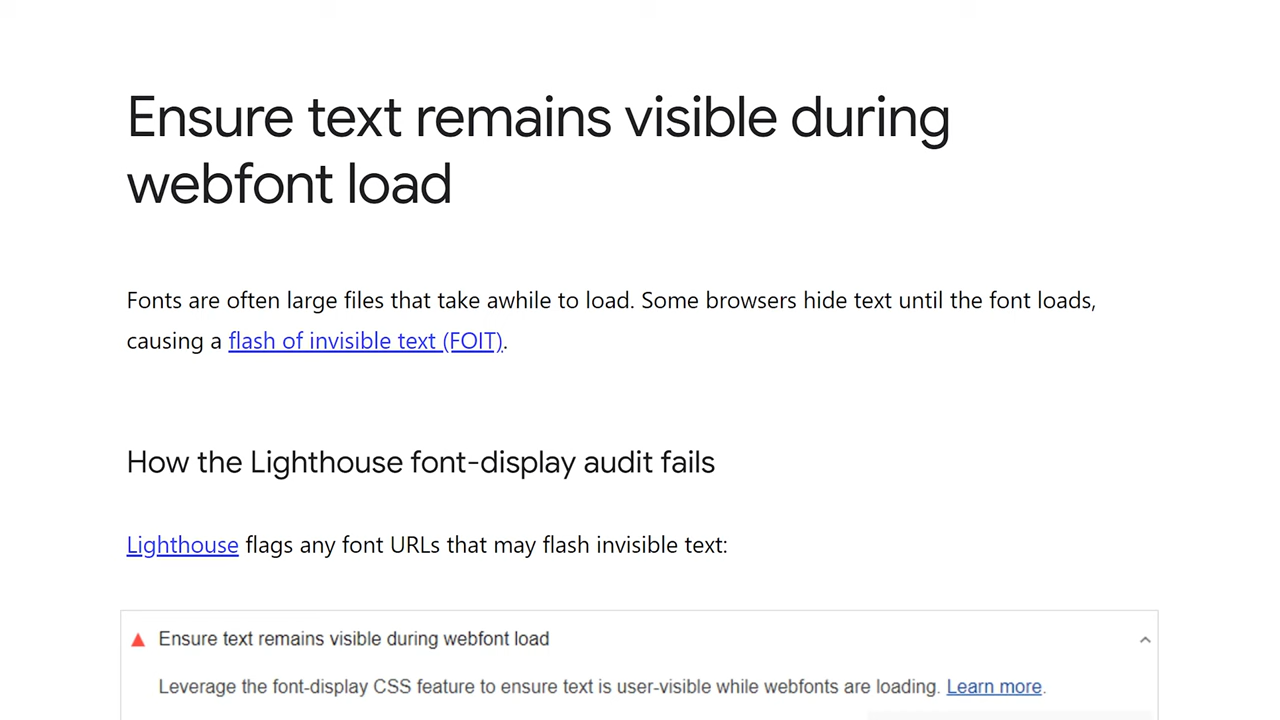 Ensure text remains visible during
webfont load
Fonts are often large files that take awhile to load. Some browsers hide text until the font loads,
causing a flash of invisible text (FOIT).
How the Lighthouse font-display audit fails
Lighthouse flags any font URLs that may flash invisible text:
Ensure text remains visible during webfont load
Leverage the font-display CSS feature to ensure text is user-visible while webfonts are loading. Learn more.